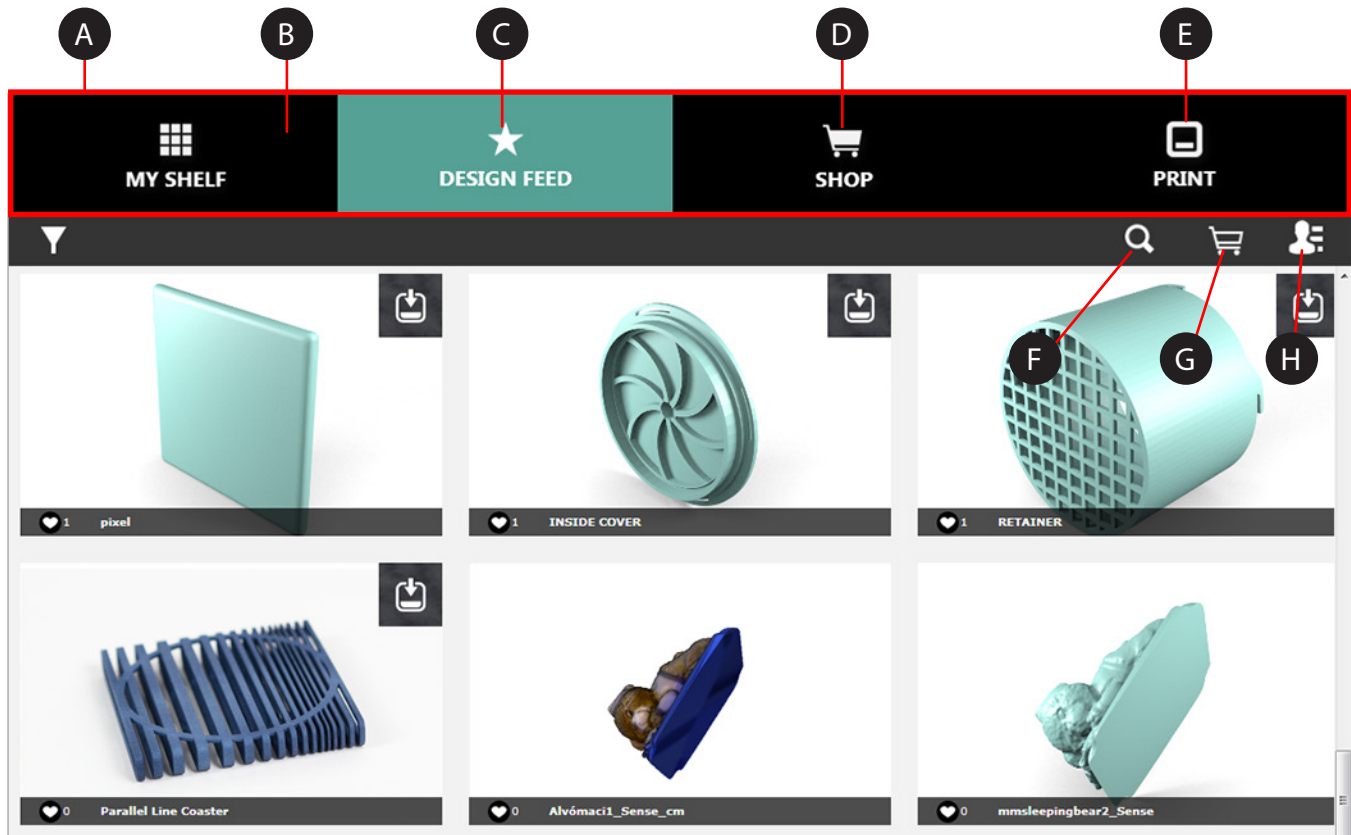 A B C D E
MY SHELF DESIGN FEED SHOP PRINT
F G H
1 pixel
1 INSIDE COVER
1 RETAINER
0 Parallel Line Coaster
0 Alvómaci1_Sense_cm
0 mmsleepingbear2_Sense